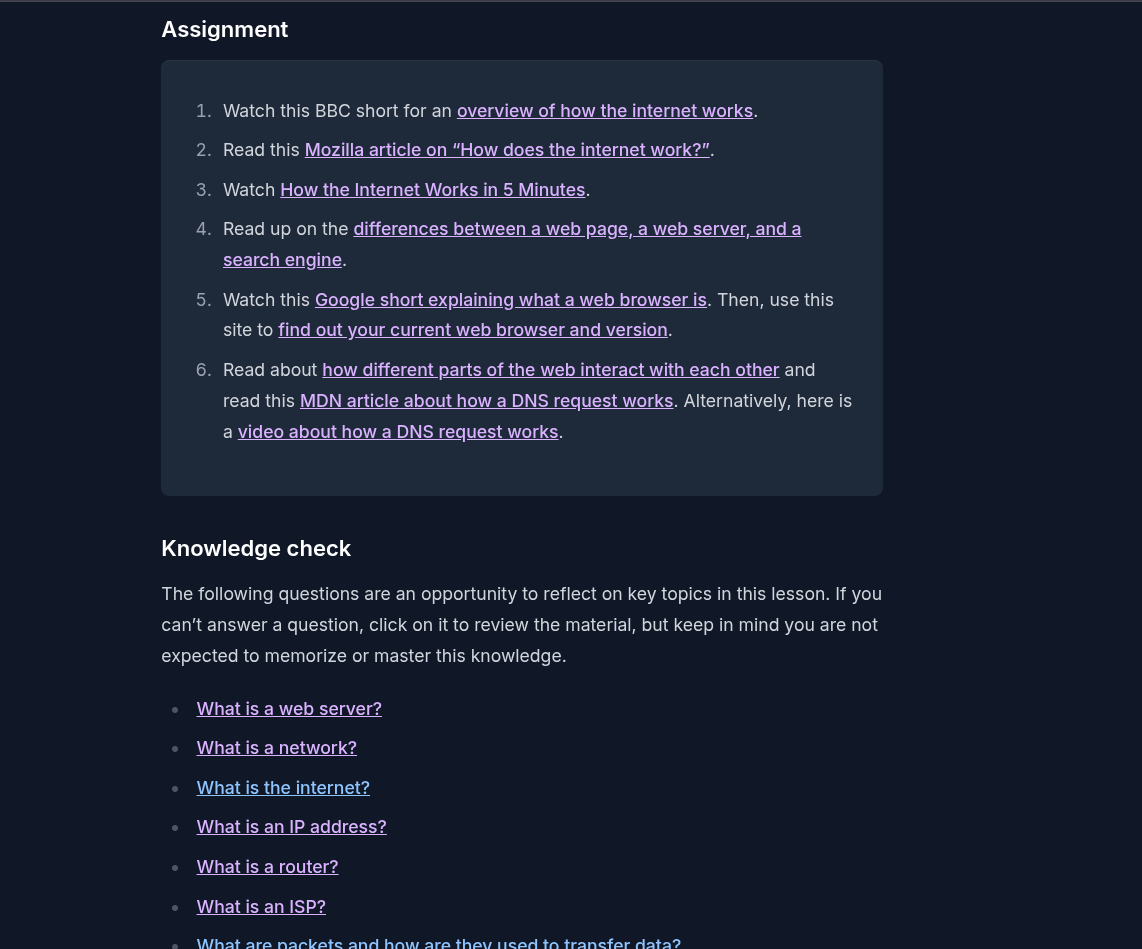 Assignment
1. Watch this BBC short for an overview of how the internet works.
2. Read this Mozilla article on “How does the internet work?”.
3. Watch How the Internet Works in 5 Minutes.
4. Read up on the differences between a web page, a web server, and a
search engine.
5. Watch this Google short explaining what a web browser is. Then, use this
site to find out your current web browser and version.
6. Read about how different parts of the web interact with each other and
read this MDN article about how a DNS request works. Alternatively, here is
a video about how a DNS request works.
Knowledge check
The following questions are an opportunity to reflect on key topics in this lesson. If you
can’t answer a question, click on it to review the material, but keep in mind you are not
expected to memorize or master this knowledge.
• What is a web server?
• What is a network?
• What is the internet?
• What is an IP address?
• What is a router?
• What is an ISP?
• What are packets and how are they used to transfer data?